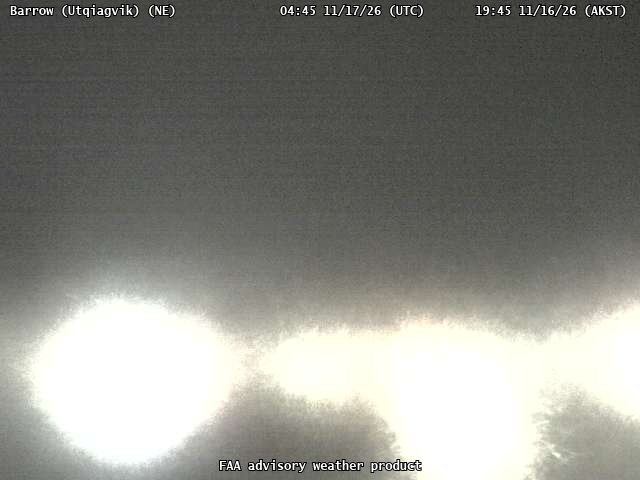 Barrow (Utqiagvik) (NE) 04:45 11/17/26 (UTC) 19:45 11/16/26 (AKST)
FAA advisory weather product